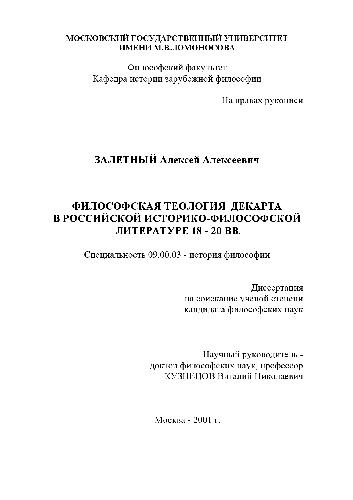 МОСКОВСКИЙ ГОСУДАРСТВЕННЫЙ УНИВЕРСИТЕТ
ИМЕНИ М.В.ЛОМОНОСОВА
Философский факультет
Кафедра истории зарубежной философии
На правах рукописи
ЗАЛЕТНЫЙ Алексей Алексеевич
ФИЛОСОФСКАЯ ТЕОЛОГИЯ ДЕКАРТА
В РОССИЙСКОЙ ИСТОРИКО-ФИЛОСОФСКОЙ
ЛИТЕРАТУРЕ 18 - 20 ВВ.
Специальность 09.00.03 - история философии
Диссертация
на соискание ученой степени
кандидата философских наук
Научный руководитель -
доктор философских наук, профессор
КУЗНЕЦОВ Виталий Николаевич
Москва - 2001 г.